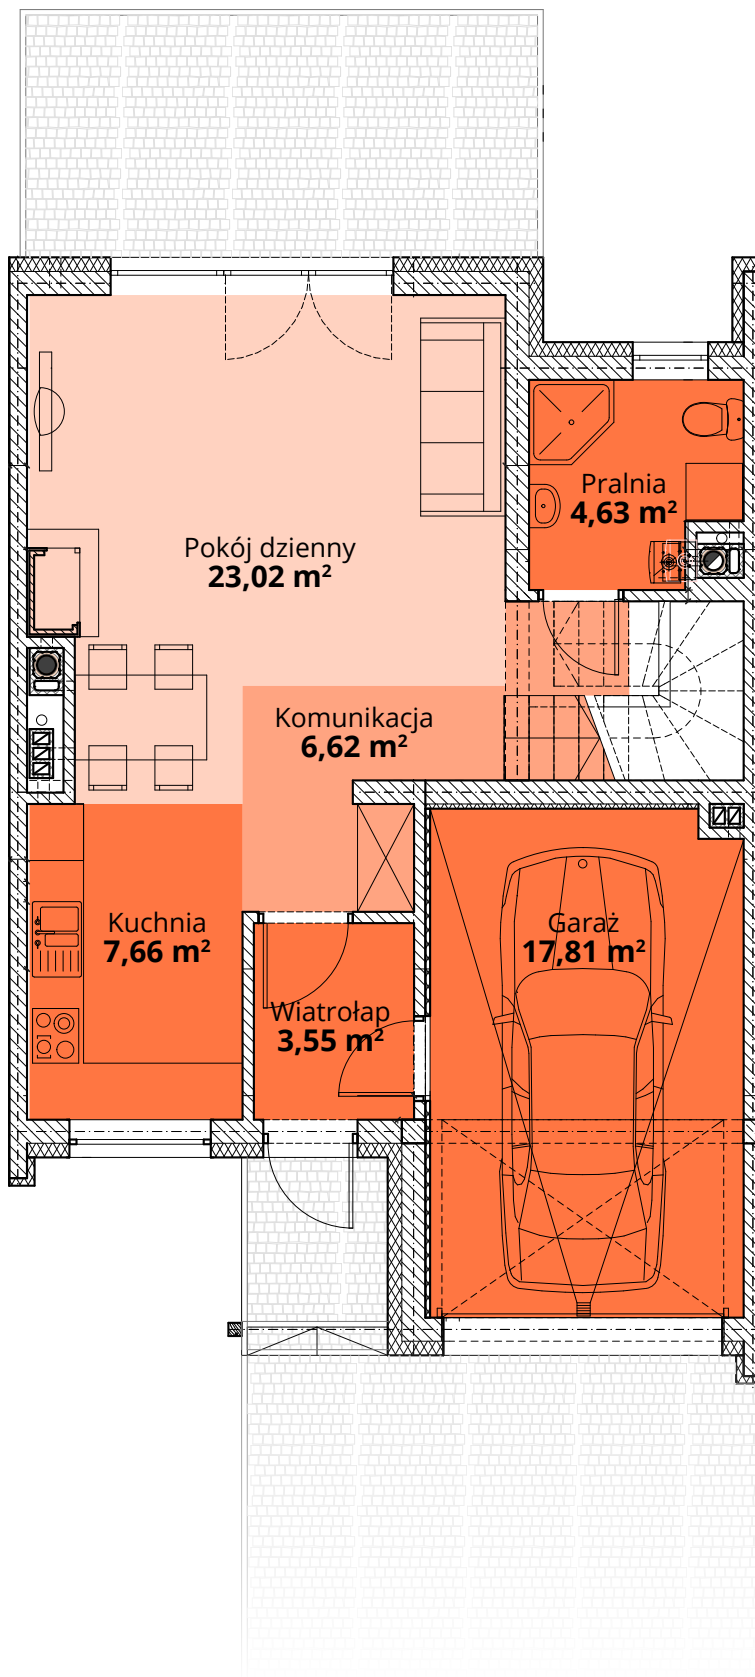 Pralnia
4,63 m²
Pokój dzienny
23,02 m²
Komunikacja
6,62 m²
Kuchnia
7,66 m²
Garaż
17,81 m²
Wiatrołap
3,55 m²